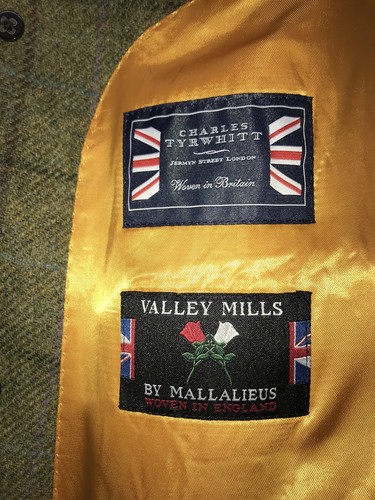 CHARLES
TYRWHITT
JERMYN STREET LONDON
Woven in Britain
VALLEY MILLS
BY MALLALIEUS
WOVEN IN ENGLAND